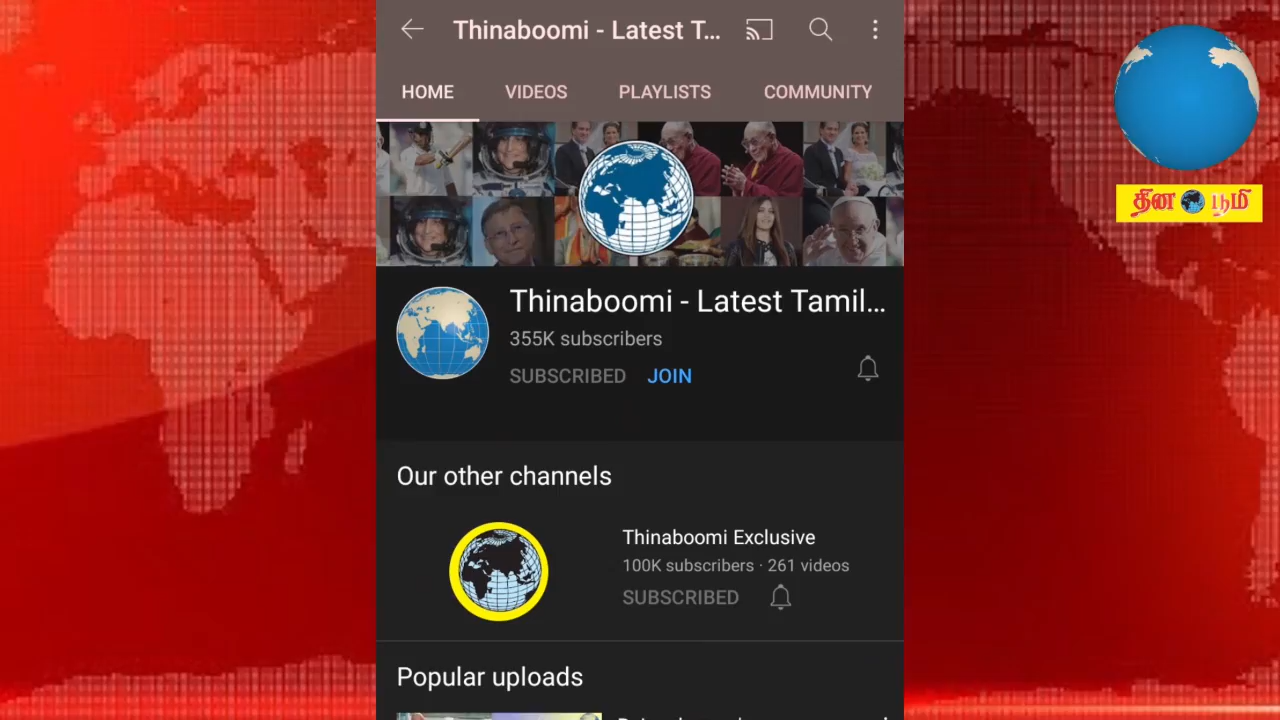 Thinaboomi - Latest T...
HOME VIDEOS PLAYLISTS COMMUNITY
தின பூமி
Thinaboomi - Latest Tamil...
355K subscribers
SUBSCRIBED JOIN
Our other channels
Thinaboomi Exclusive
100K subscribers · 261 videos
SUBSCRIBED
Popular uploads